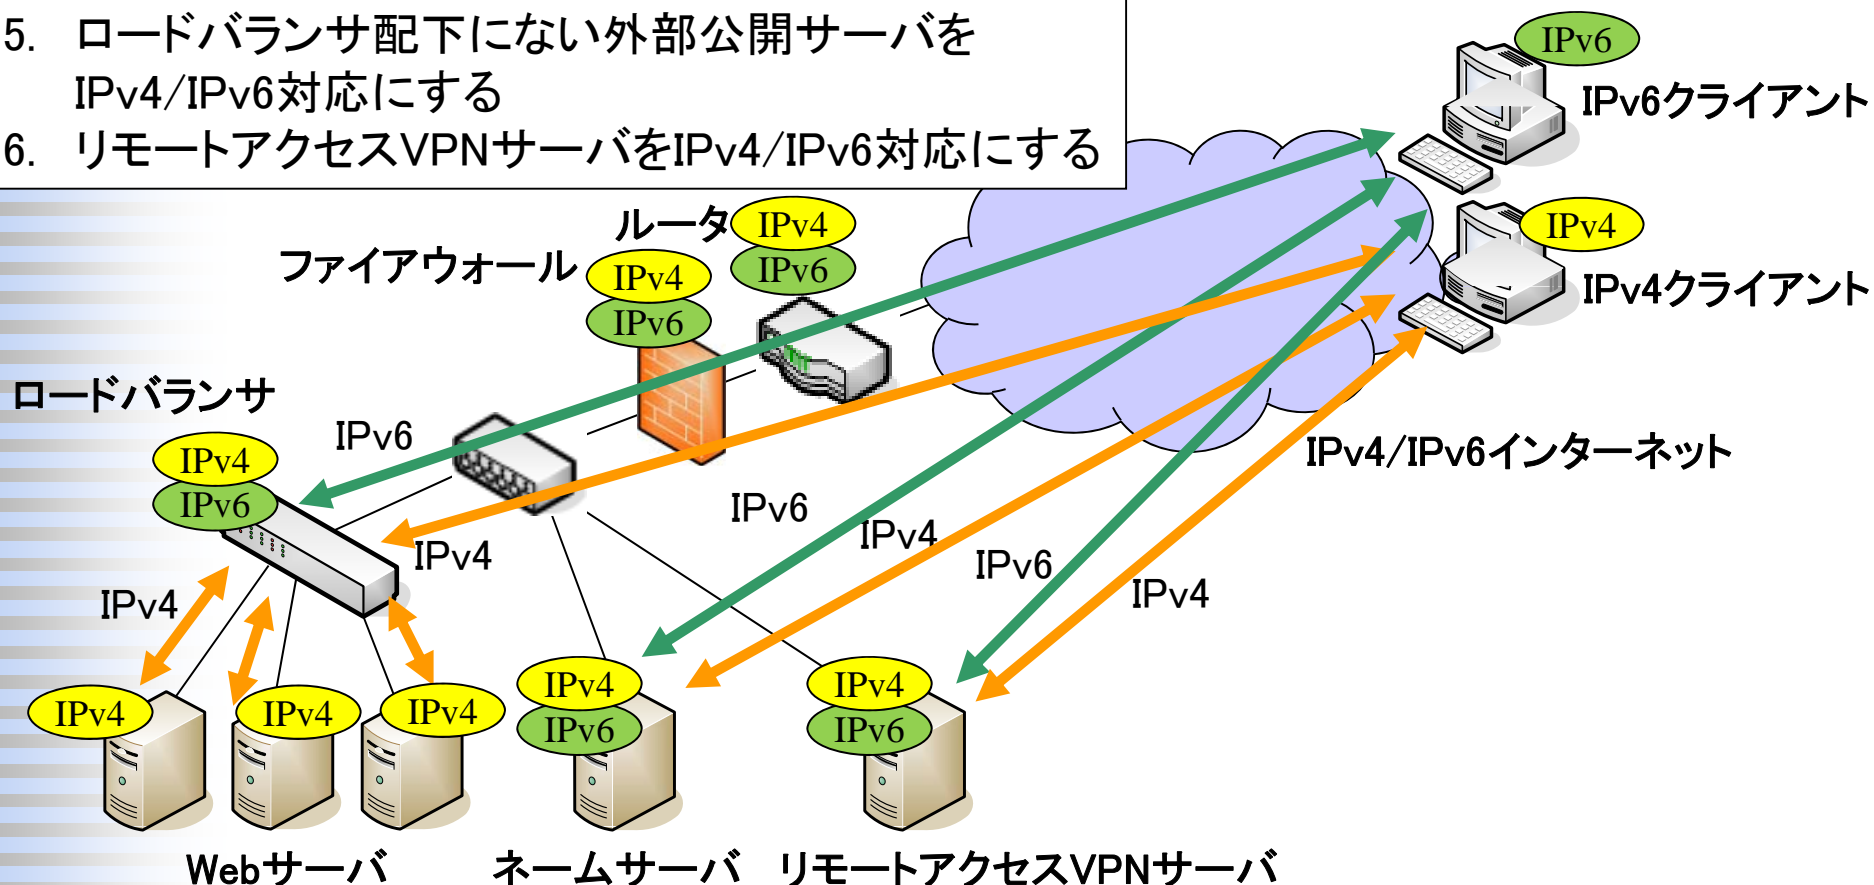 5. ロードバランサ配下にない外部公開サーバを
IPv4/IPv6対応にする
6. リモートアクセスVPNサーバをIPv4/IPv6対応にする
IPv6
IPv6クライアント
IPv4
IPv4クライアント
ルータ
IPv4
IPv6
ファイアウォール
IPv4
IPv6
ロードバランサ
IPv4
IPv6
IPv6
IPv4
IPv4/IPv6インターネット
IPv6
IPv4
IPv6
IPv4
IPv4
IPv4
IPv4
IPv4
IPv4
IPv6
IPv4
IPv6
Webサーバ
ネームサーバ
リモートアクセスVPNサーバ